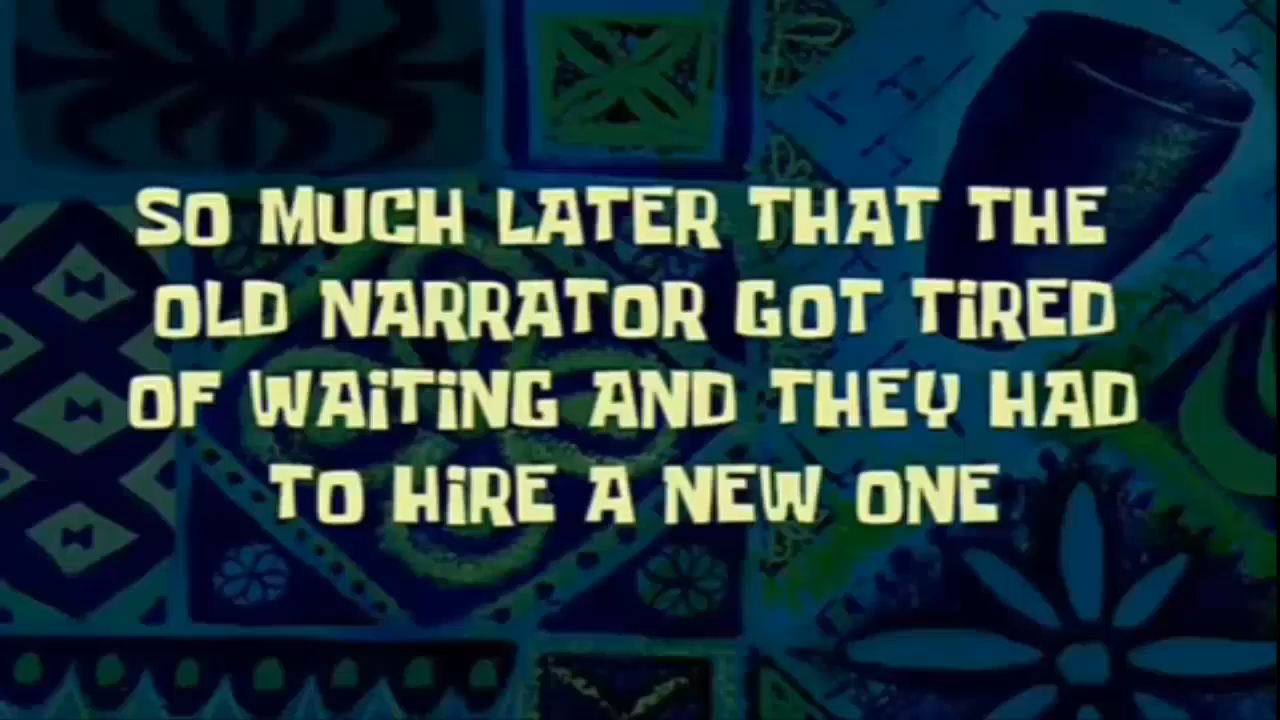 SO MUCH LATER THAT THE
OLD NARRATOR GOT TiRED
OF WAiTiNG AND THEY HAD
TO HiRE A NEW ONE